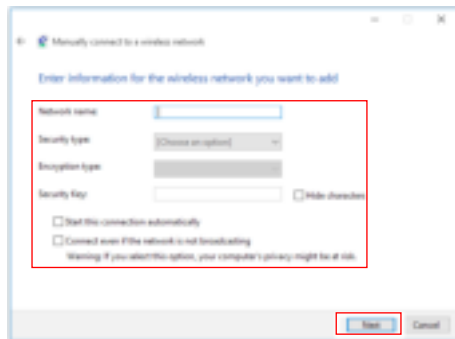 Manually connect to a wireless network
Enter information for the wireless network you want to add
Network name:
Security type: [Choose an option]
Encryption type:
Security Key: Hide characters
Start this connection automatically
Connect even if the network is not broadcasting
Warning: If you select this option, your computer's privacy might be at risk.
Next Cancel